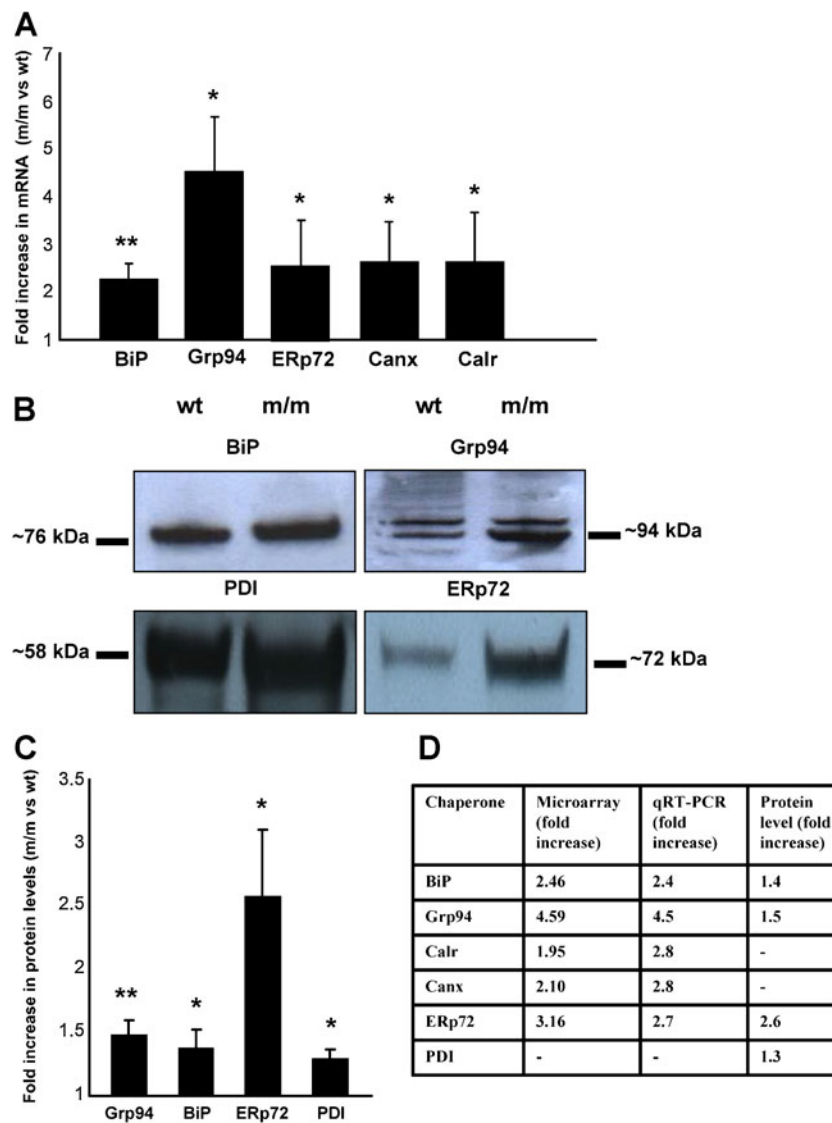 A
Fold increase in mRNA (m/m vs wt)
7
6
5
4
3
2
1
**
*
*
*
*
BiP
Grp94
ERp72
Canx
Calr
B
wt
m/m
wt
m/m
BiP
Grp94
~76 kDa
~94 kDa
PDI
ERp72
~58 kDa
~72 kDa
C
Fold increase in protein levels (m/m vs wt)
3.5
3
2.5
2
1.5
1
**
*
*
*
Grp94
BiP
ERp72
PDI
D
Chaperone
Microarray
(fold
increase)
qRT-PCR
(fold
increase)
Protein
level (fold
increase)
BiP 2.46 2.4 1.4
Grp94 4.59 4.5 1.5
Calr 1.95 2.8 -
Canx 2.10 2.8 -
ERp72 3.16 2.7 2.6
PDI - - 1.3